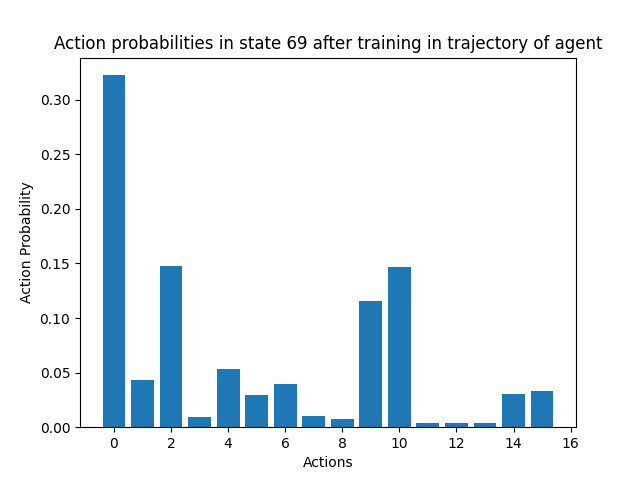 Action probabilities in state 69 after training in trajectory of agent
0.30
0.25
0.20
0.15
0.10
0.05
0.00
Action Probability
0 2 4 6 8 10 12 14 16
Actions